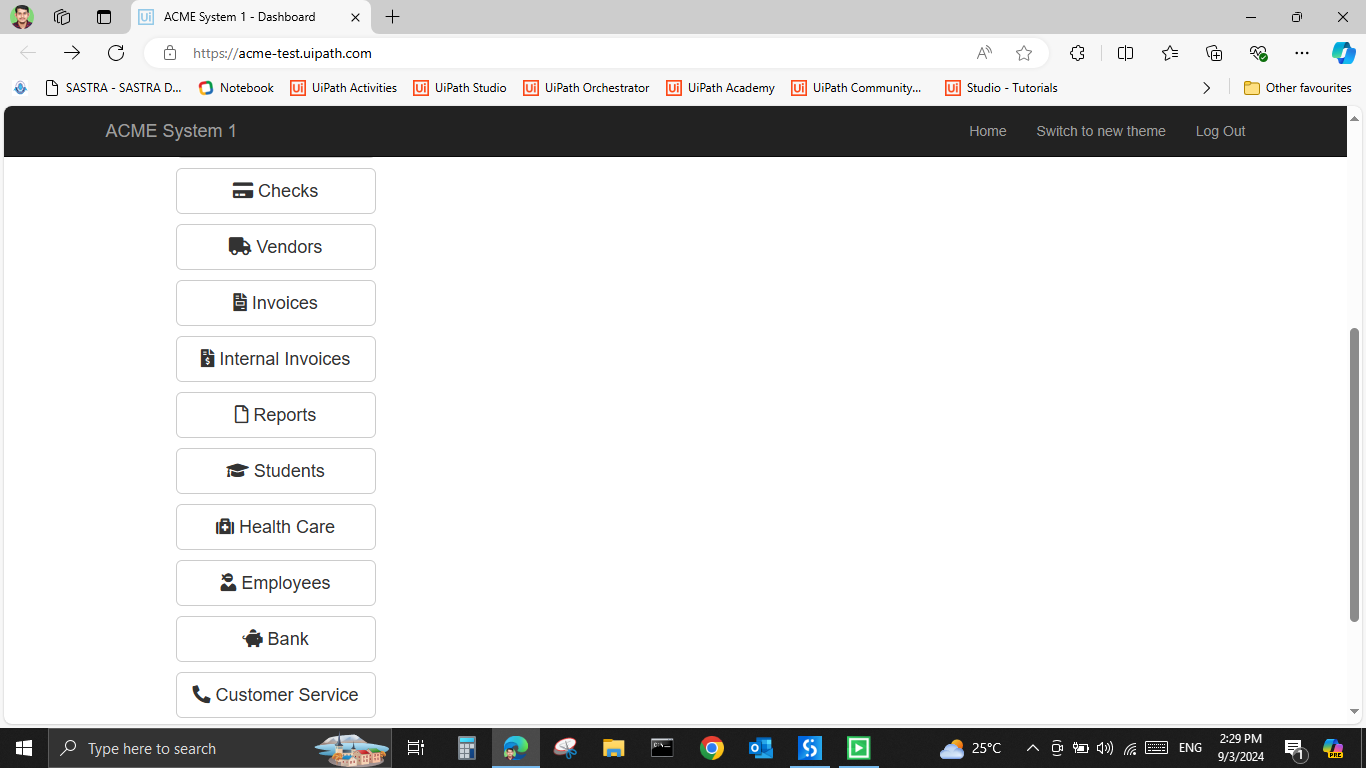 ACME System 1 - Dashboard
https://acme-test.uipath.com
SASTRA - SASTRA D...
Notebook
UiPath Activities
UiPath Studio
UiPath Orchestrator
UiPath Academy
UiPath Community...
Studio - Tutorials
Other favourites
ACME System 1
Home
Switch to new theme
Log Out
Checks
Vendors
Invoices
Internal Invoices
Reports
Students
Health Care
Employees
Bank
Customer Service
Type here to search
25°C
ENG
2:29 PM
9/3/2024
1
PRE